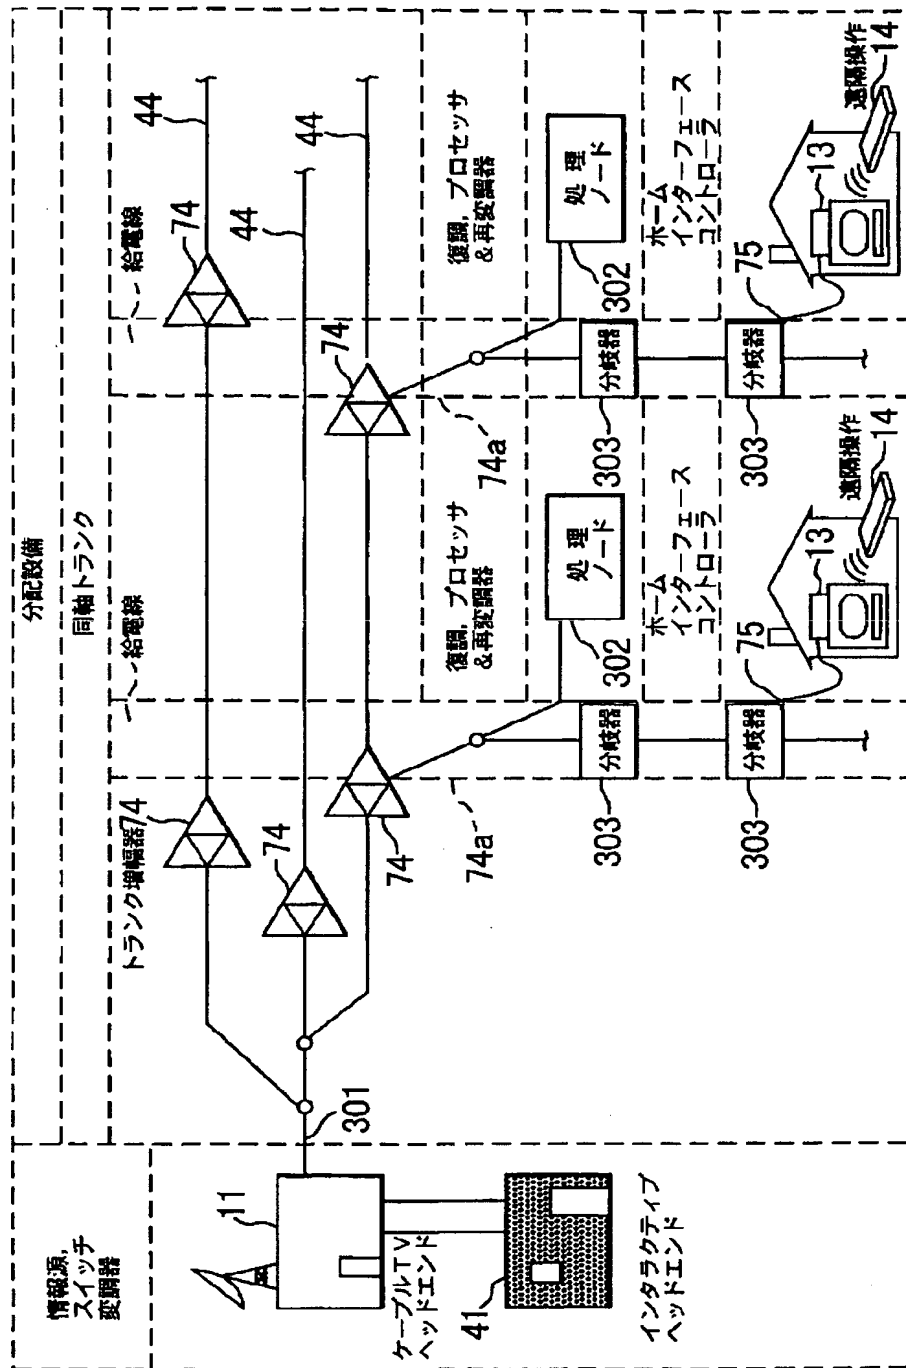 情報源,
スイッチ
変調器
分配設備
同軸トランク
11
ケーブルTV
ヘッドエンド
41
インタラクティブ
ヘッドエンド
301
トランク増幅器
74
74
74
給電線
給電線
74
74
44
44
44
74a
復調,プロセッサ
&再変調器
処理
ノード
302
分岐器
303
ホーム
インターフェース
コントローラ
分岐器
303
75
13
遠隔操作
14
74a
復調,プロセッサ
&再変調器
処理
ノード
302
分岐器
303
ホーム
インターフェース
コントローラ
分岐器
303
75
13
遠隔操作
14